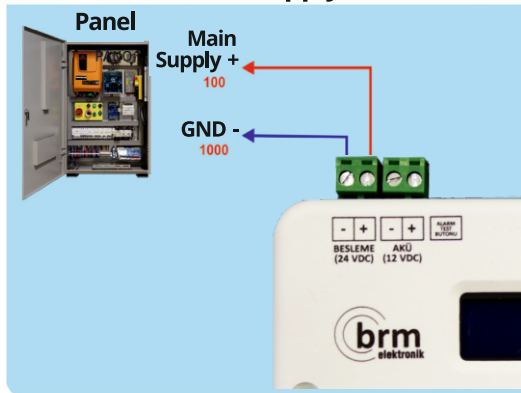 Panel
Main
Supply +
100
GND -
1000
- + - +
BESLEME
(24 VDC)
AKÜ
(12 VDC)
ALARM
TEST
BUTONU
brm
elektronik